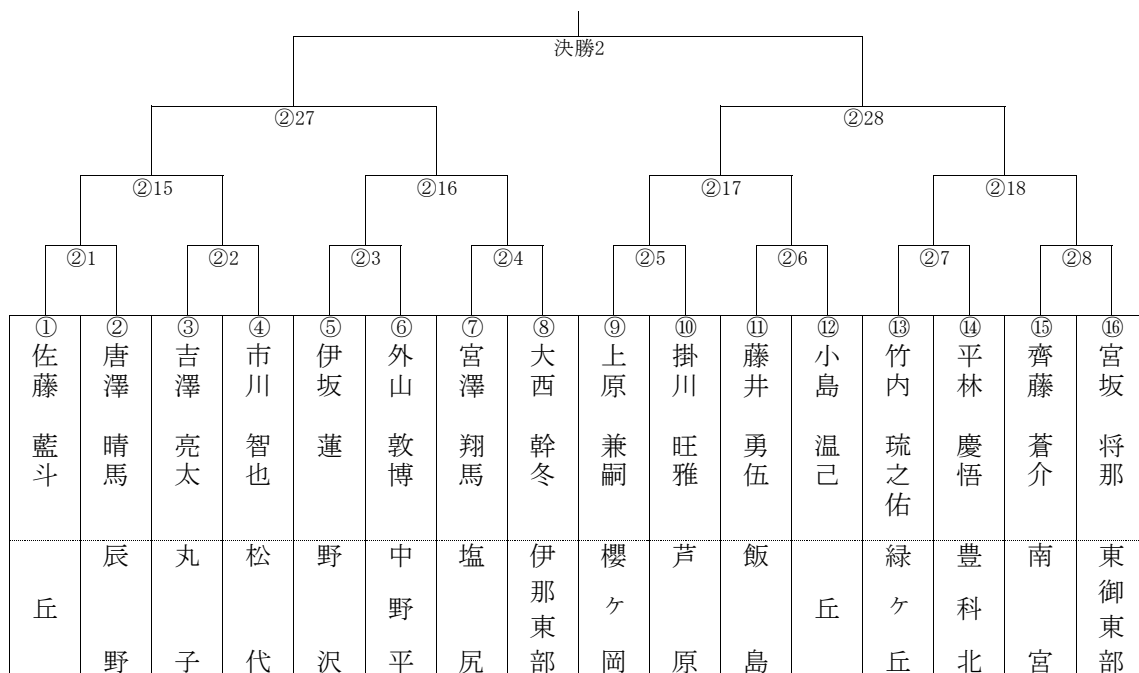 決勝2
②27
②28
②15
②16
②17
②18
②1
②2
②3
②4
②5
②6
②7
②8
① 佐藤 藍斗 丘
② 唐澤 晴馬 辰野
③ 吉澤 亮太 丸子
④ 市川 智也 松代
⑤ 伊坂 蓮 野沢
⑥ 外山 敦博 中野平
⑦ 宮澤 翔馬 塩尻
⑧ 大西 幹冬 伊那東部
⑨ 上原 兼嗣 櫻ケ岡
⑩ 掛川 旺雅 芦原
⑪ 藤井 勇伍 飯島
⑫ 小島 温己 丘
⑬ 竹内 琉之佑 緑ケ丘
⑭ 平林 慶悟 豊科北
⑮ 齊藤 蒼介 南宮
⑯ 宮坂 将那 東御東部